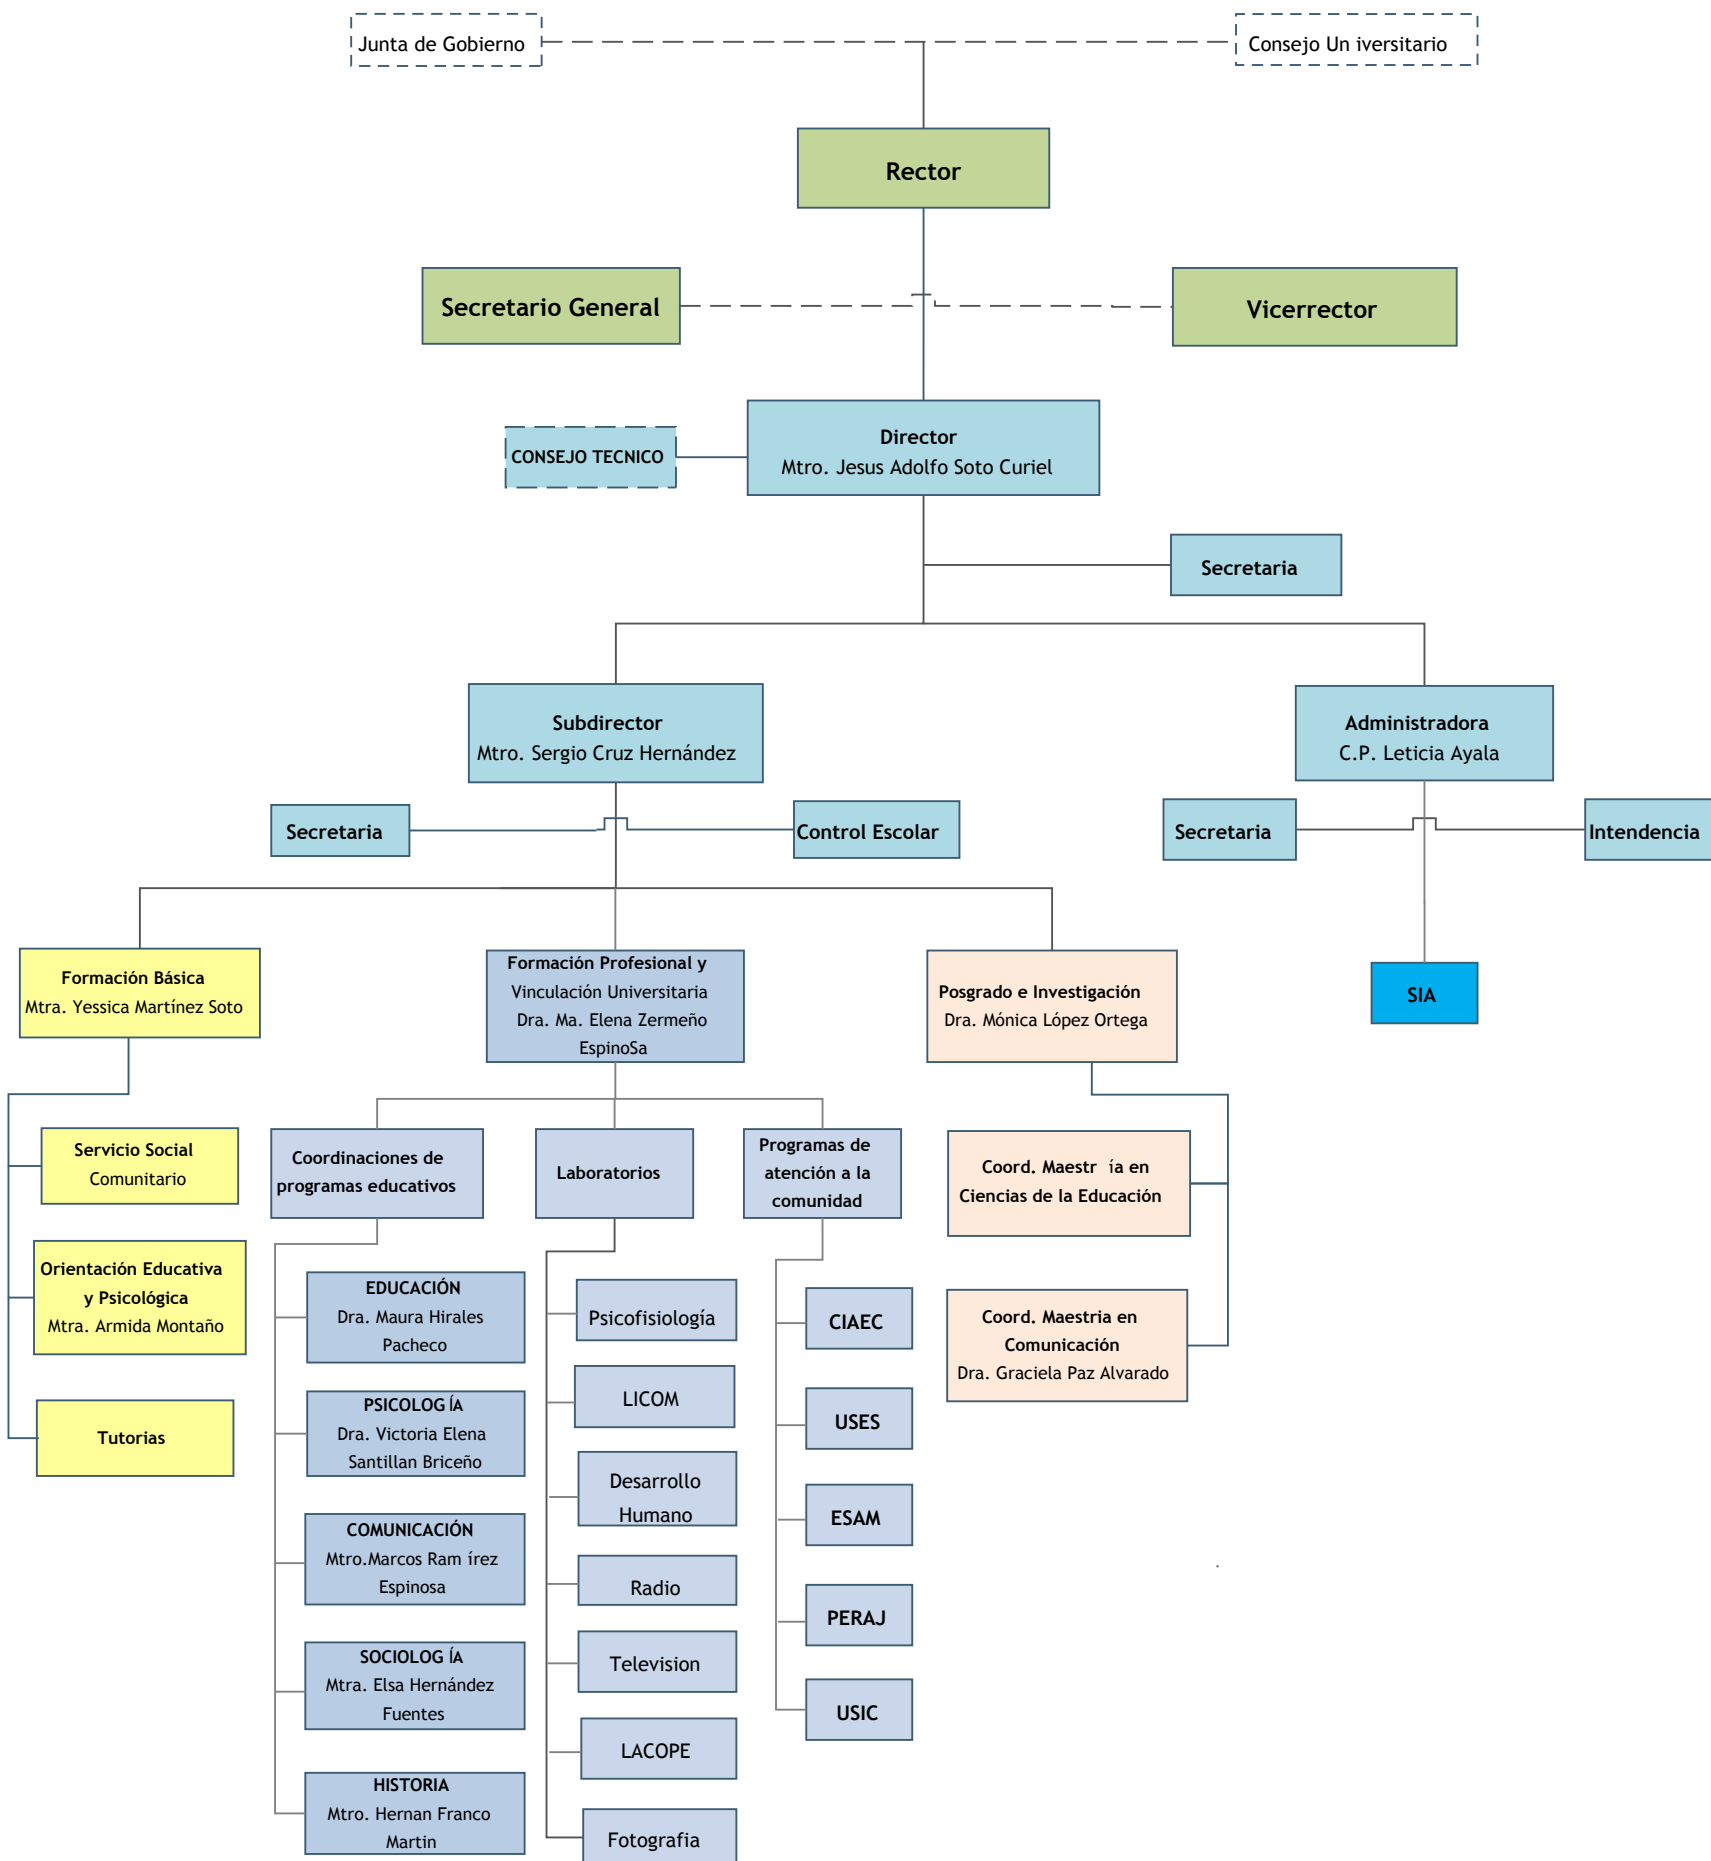 Junta de Gobierno
Consejo Un iversitario
Rector
Secretario General
Vicerrector
CONSEJO TECNICO
Director
Mtro. Jesus Adolfo Soto Curiel
Secretaria
Subdirector
Mtro. Sergio Cruz Hernández
Administradora
C.P. Leticia Ayala
Secretaria
Control Escolar
Secretaria
Intendencia
Formación Básica
Mtra. Yessica Martínez Soto
Formación Profesional y
Vinculación Universitaria
Dra. Ma. Elena Zermeño
EspinoSa
Posgrado e Investigación
Dra. Mónica López Ortega
SIA
Servicio Social
Comunitario
Orientación Educativa
y Psicológica
Mtra. Armida Montaño
Tutorias
Coordinaciones de
programas educativos
EDUCACIÓN
Dra. Maura Hirales
Pacheco
PSICOLOG ÍA
Dra. Victoria Elena
Santillan Briceño
COMUNICACIÓN
Mtro.Marcos Ram írez
Espinosa
SOCIOLOG ÍA
Mtra. Elsa Hernández
Fuentes
HISTORIA
Mtro. Hernan Franco
Martin
Laboratorios
Psicofisiología
LICOM
Desarrollo
Humano
Radio
Television
LACOPE
Fotografia
Programas de
atención a la
comunidad
CIAEC
USES
ESAM
PERAJ
USIC
Coord. Maestr ía en
Ciencias de la Educación
Coord. Maestria en
Comunicación
Dra. Graciela Paz Alvarado